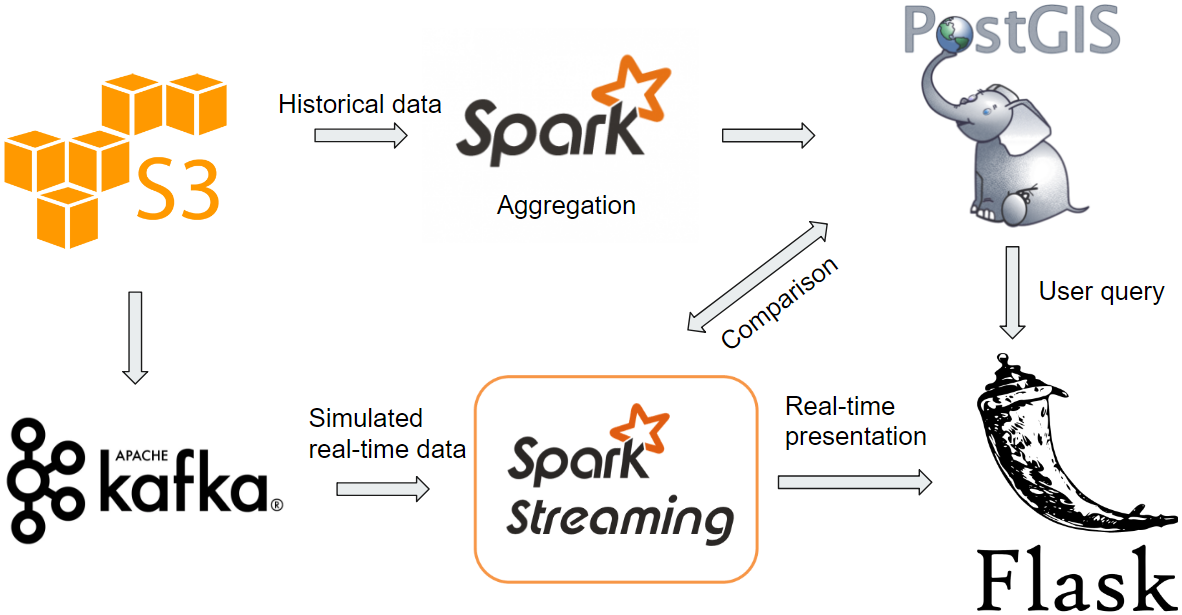 PostGIS
Historical data
Spark
S3
Aggregation
Comparison
User query
Simulated
real-time data
Real-time
presentation
APACHE
kafka®
Spark
Streaming
Flask